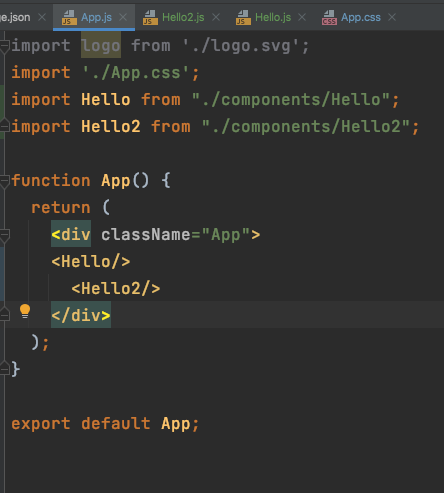 ge.json App.js Hello2.js Hello.js App.css
import logo from './logo.svg';
import './App.css';
import Hello from "./components/Hello";
import Hello2 from "./components/Hello2";
function App() {
return (
<div className="App">
<Hello/>
<Hello2/>
</div>
);
}
export default App;